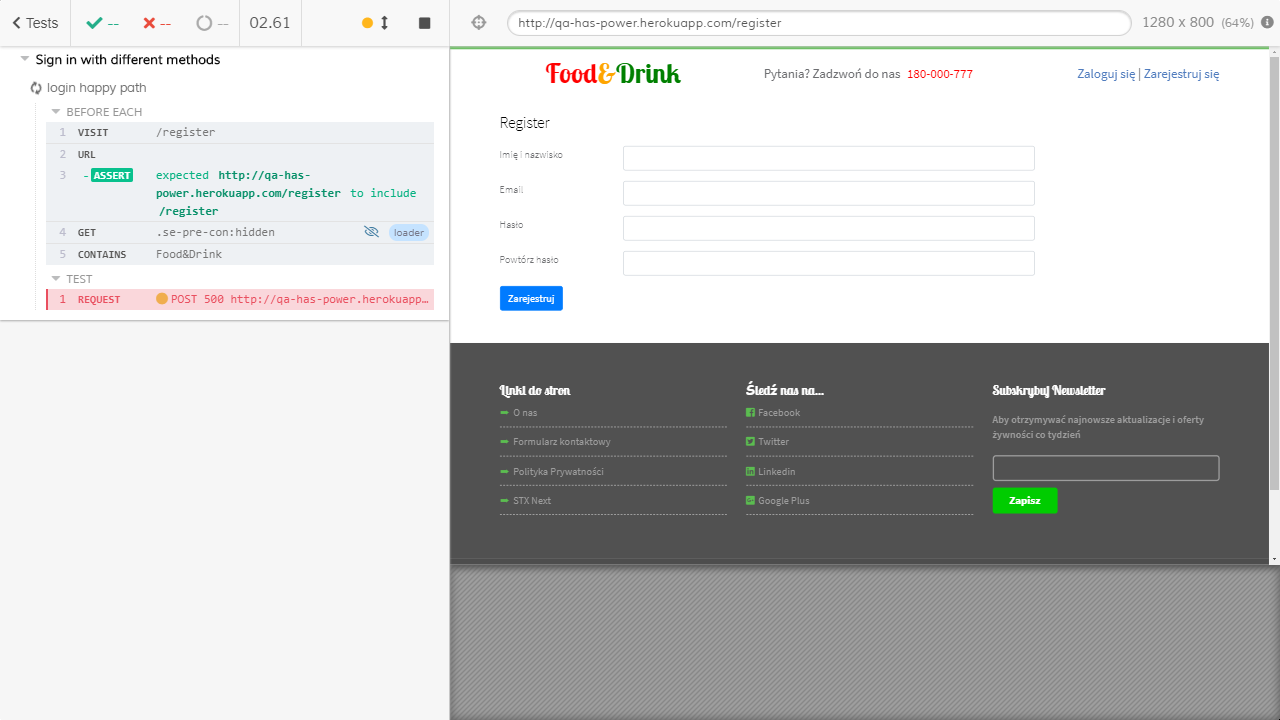 Tests
--
--
--
02.61
http://qa-has-power.herokuapp.com/register
1280 x 800 (64%)
Sign in with different methods
login happy path
BEFORE EACH
1 VISIT /register
2 URL
3 -ASSERT expected http://qa-has-
power.herokuapp.com/register to include
/register
4 GET .se-pre-con:hidden loader
5 CONTAINS Food&Drink
TEST
1 REQUEST POST 500 http://qa-has-power.herokuapp…
Food&Drink
Pytania? Zadzwoń do nas 180-000-777
Zaloguj się | Zarejestruj się
Register
Imię i nazwisko
Email
Hasło
Powtórz hasło
Zarejestruj
Linki do stron
O nas
Formularz kontaktowy
Polityka Prywatności
STX Next
Śledź nas na...
Facebook
Twitter
Linkedin
Google Plus
Subskrybuj Newsletter
Aby otrzymywać najnowsze aktualizacje i oferty
żywności co tydzień
Zapisz